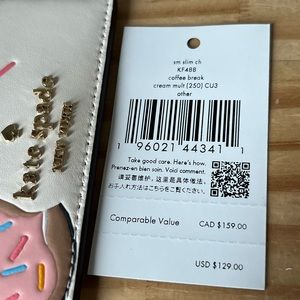 kate spade
NEW YORK
sm slim ch
KF488
coffee break
cream mult (250) CU3
other
1 96021 44341 1
Take good care. Here's how.
Prenez-en bien soin. Voici comment.
请妥善维护。这里是具体做法。
お手入れ方法はこちらをご覧ください
Comparable Value CAD $159.00
USD $129.00